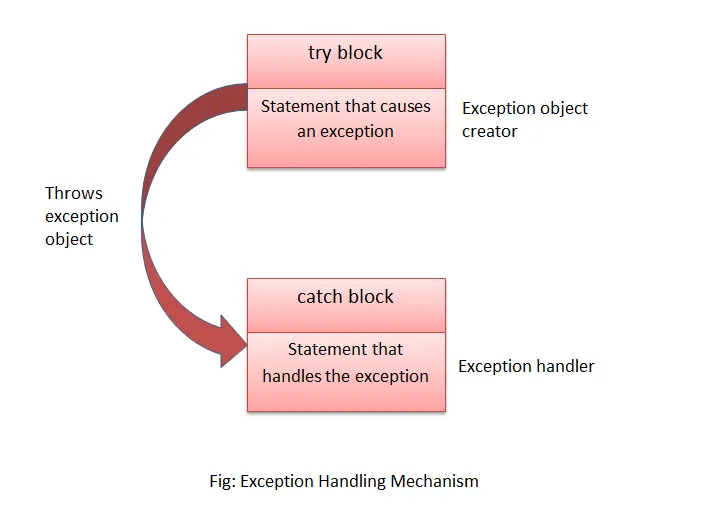 try block
Statement that causes
an exception
Exception object
creator
Throws
exception
object
catch block
Statement that
handles the exception
Exception handler
Fig: Exception Handling Mechanism